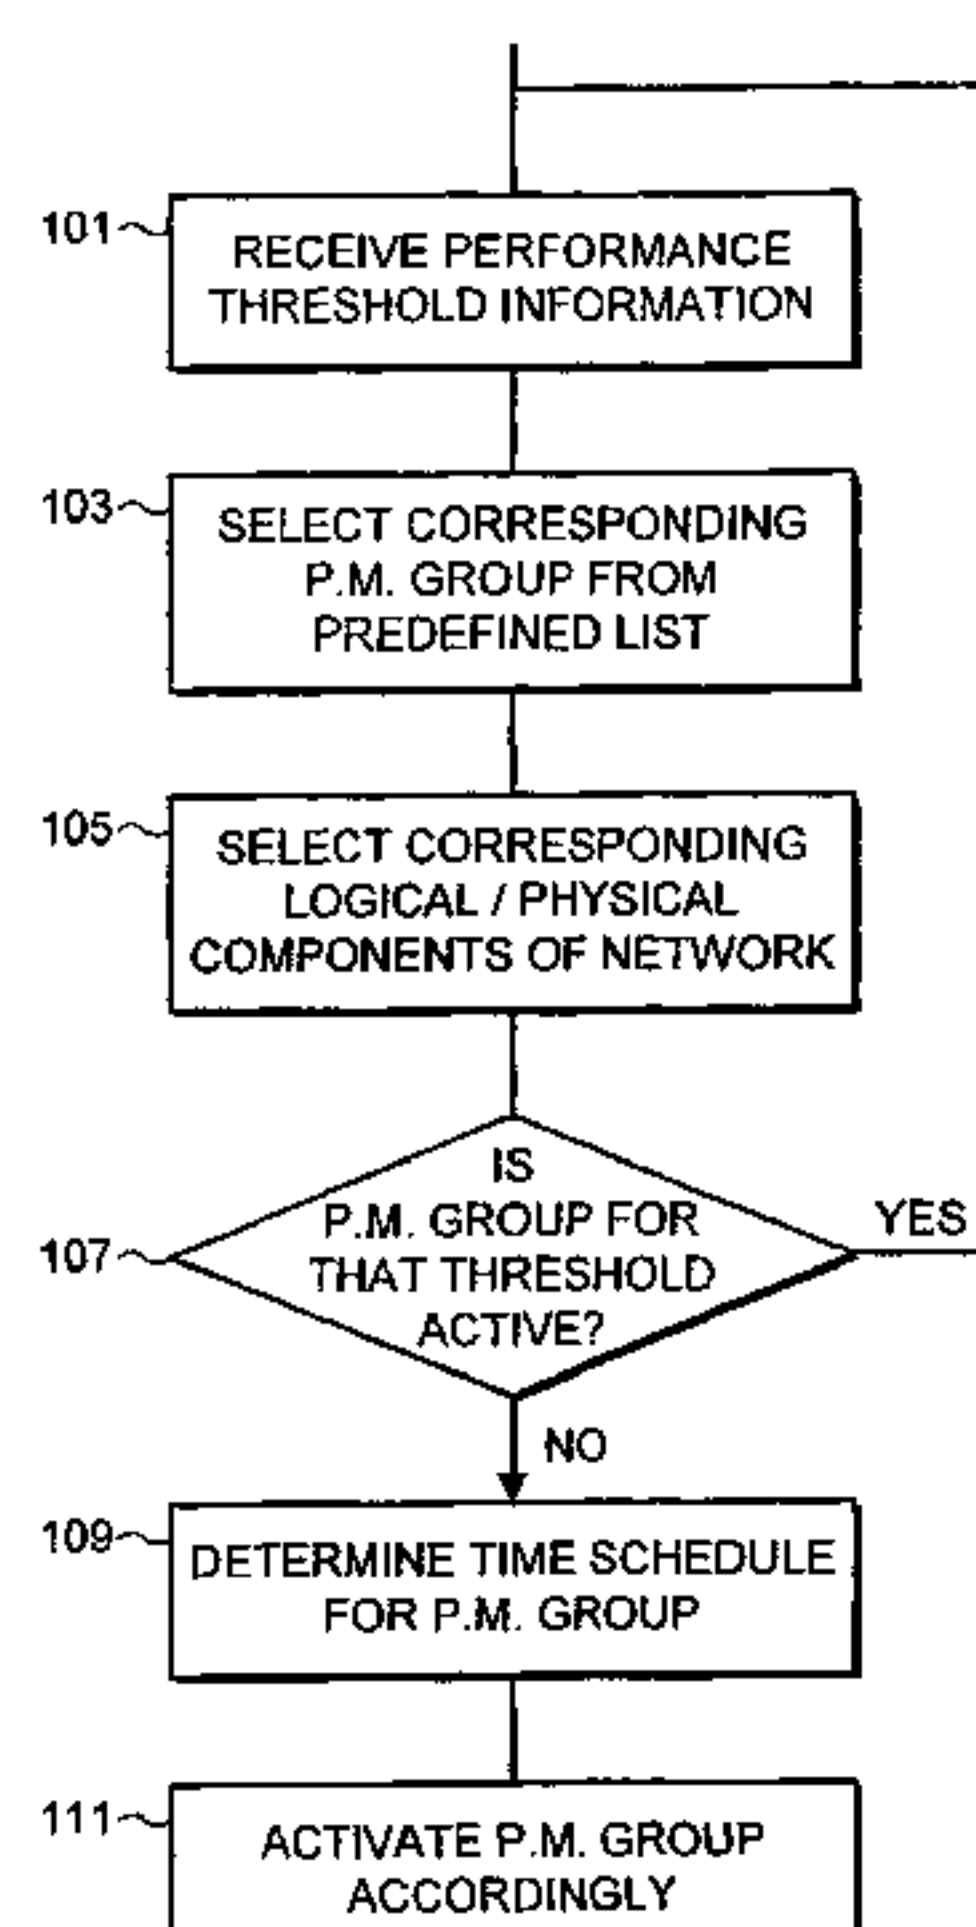 101
RECEIVE PERFORMANCE
THRESHOLD INFORMATION
103
SELECT CORRESPONDING
P.M. GROUP FROM
PREDEFINED LIST
105
SELECT CORRESPONDING
LOGICAL / PHYSICAL
COMPONENTS OF NETWORK
107
IS
P.M. GROUP FOR
THAT THRESHOLD
ACTIVE?
YES
NO
109
DETERMINE TIME SCHEDULE
FOR P.M. GROUP
111
ACTIVATE P.M. GROUP
ACCORDINGLY